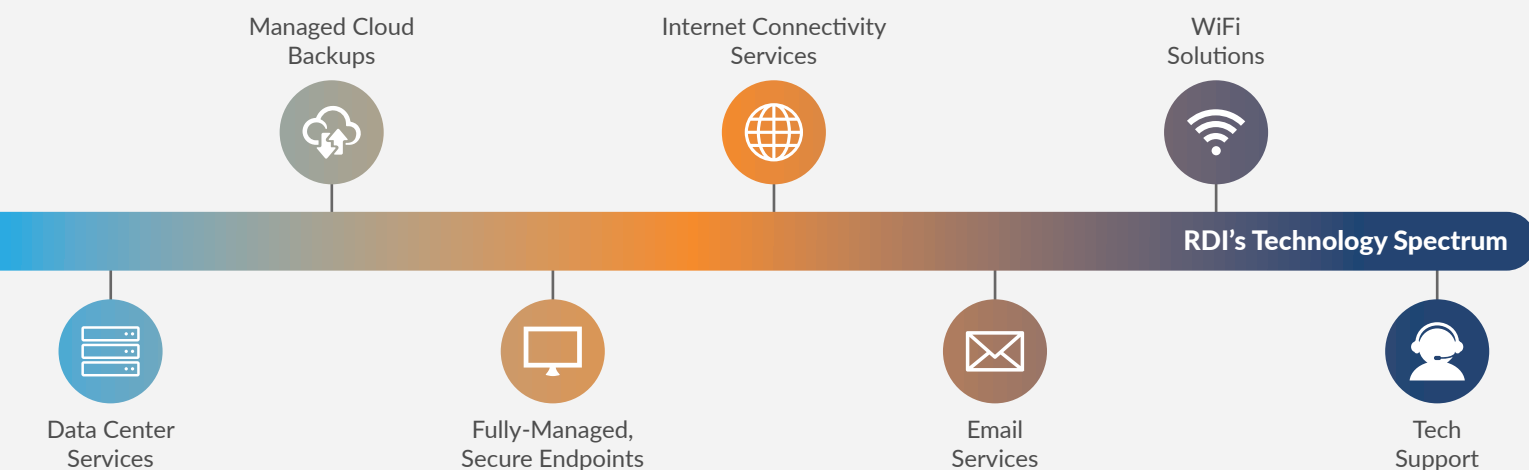 Managed Cloud
Backups
Internet Connectivity
Services
WiFi
Solutions
RDI's Technology Spectrum
Data Center
Services
Fully-Managed,
Secure Endpoints
Email
Services
Tech
Support